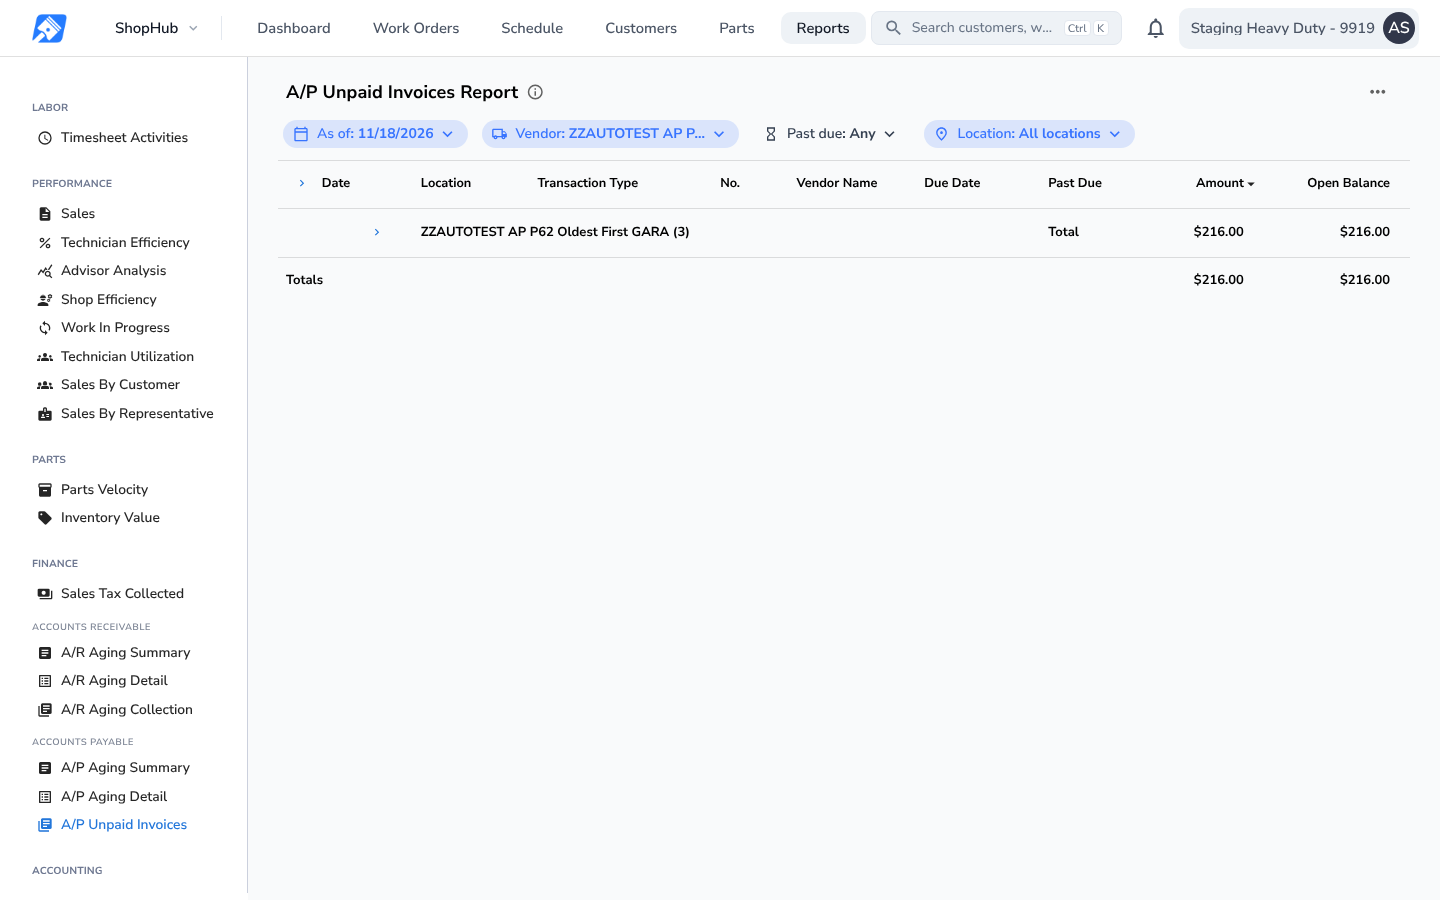 ShopHub
Dashboard
Work Orders
Schedule
Customers
Parts
Reports
Search customers, w...
Ctrl
K
Staging Heavy Duty - 9919
AS
LABOR
Timesheet Activities
PERFORMANCE
Sales
Technician Efficiency
Advisor Analysis
Shop Efficiency
Work In Progress
Technician Utilization
Sales By Customer
Sales By Representative
PARTS
Parts Velocity
Inventory Value
FINANCE
Sales Tax Collected
ACCOUNTS RECEIVABLE
A/R Aging Summary
A/R Aging Detail
A/R Aging Collection
ACCOUNTS PAYABLE
A/P Aging Summary
A/P Aging Detail
A/P Unpaid Invoices
ACCOUNTING
A/P Unpaid Invoices Report
As of: 11/18/2026
Vendor: ZZAUTOTEST AP P...
Past due: Any
Location: All locations
Date Location Transaction Type No. Vendor Name Due Date Past Due Amount Open Balance
ZZAUTOTEST AP P62 Oldest First GARA (3) Total $216.00 $216.00
Totals $216.00 $216.00